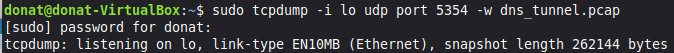 donat@donat-VirtualBox:~$ sudo tcpdump -i lo udp port 5354 -w dns_tunnel.pcap
[sudo] password for donat:
tcpdump: listening on lo, link-type EN10MB (Ethernet), snapshot length 262144 bytes